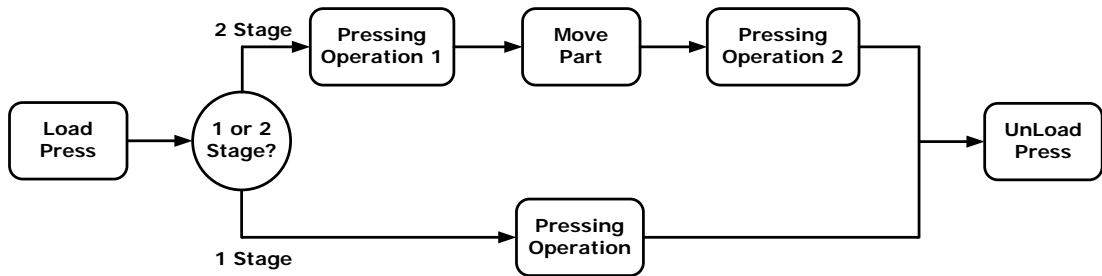 2 Stage
Pressing
Operation 1
Move
Part
Pressing
Operation 2
Load
Press
1 or 2
Stage?
UnLoad
Press
Pressing
Operation
1 Stage